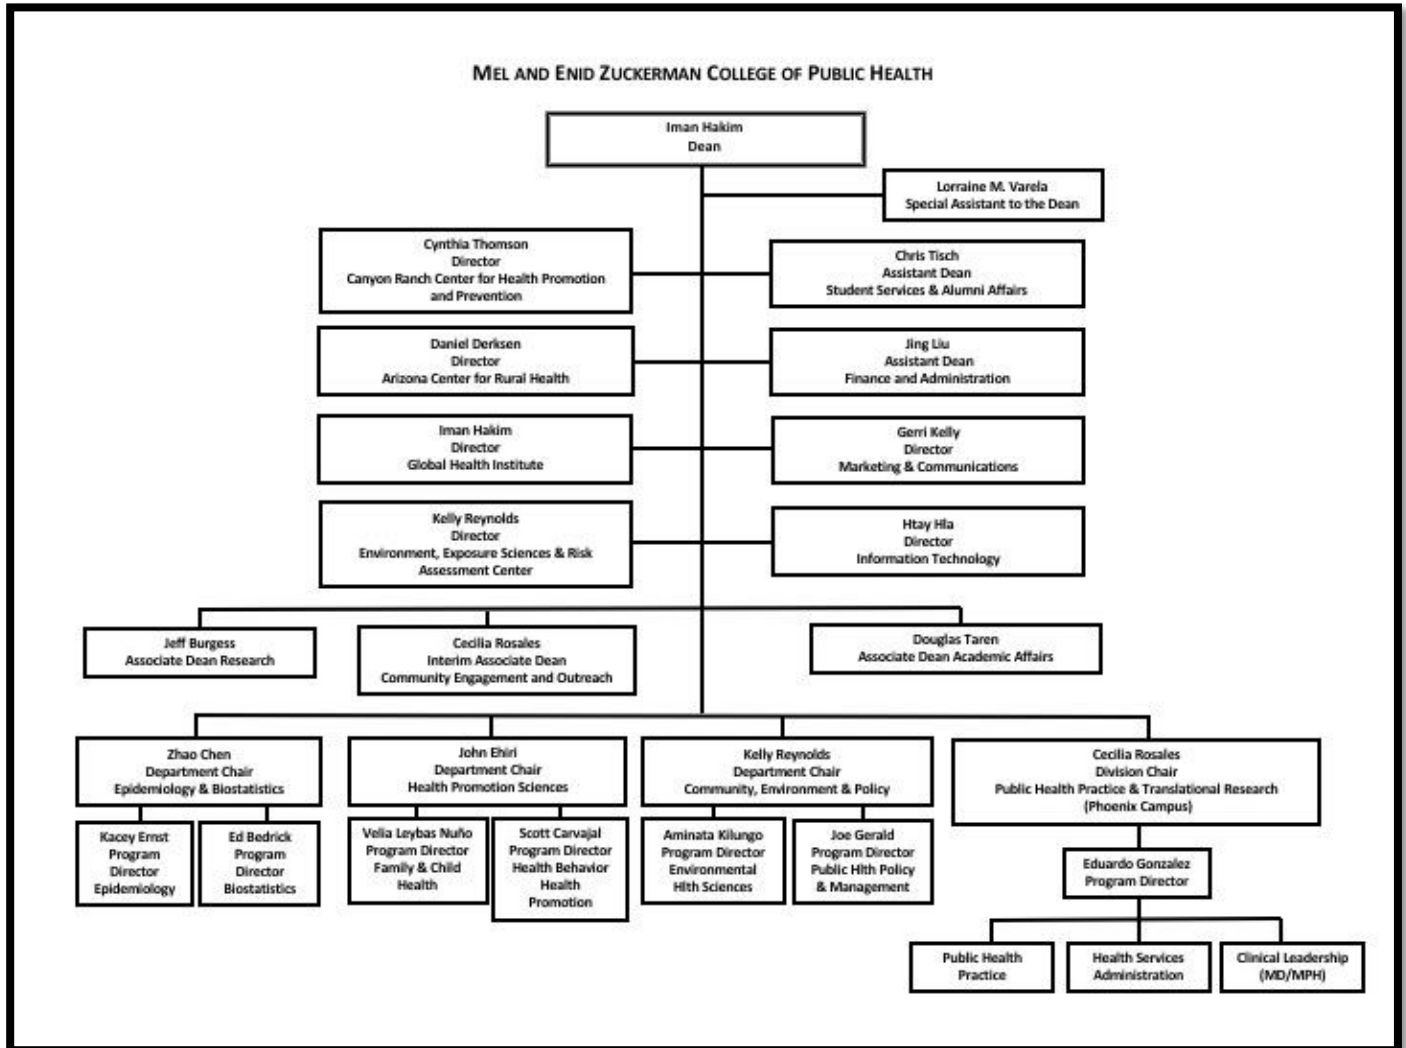 MEL AND ENID ZUCKERMAN COLLEGE OF PUBLIC HEALTH
Iman Hakim
Dean
Lorraine M. Varela
Special Assistant to the Dean
Cynthia Thomson
Director
Canyon Ranch Center for Health Promotion
and Prevention
Chris Tisch
Assistant Dean
Student Services & Alumni Affairs
Daniel Derksen
Director
Arizona Center for Rural Health
Jing Liu
Assistant Dean
Finance and Administration
Iman Hakim
Director
Global Health Institute
Gerri Kelly
Director
Marketing & Communications
Kelly Reynolds
Director
Environment, Exposure Sciences & Risk
Assessment Center
Htay Hla
Director
Information Technology
Jeff Burgess
Associate Dean Research
Cecilia Rosales
Interim Associate Dean
Community Engagement and Outreach
Douglas Taren
Associate Dean Academic Affairs
Zhao Chen
Department Chair
Epidemiology & Biostatistics
John Ehiri
Department Chair
Health Promotion Sciences
Kelly Reynolds
Department Chair
Community, Environment & Policy
Cecilia Rosales
Division Chair
Public Health Practice & Translational Research
(Phoenix Campus)
Kacey Ernst
Program
Director
Epidemiology
Ed Bedrick
Program
Director
Biostatistics
Velia Leybas Nuño
Program Director
Family & Child
Health
Scott Carvajal
Program Director
Health Behavior
Health
Promotion
Aminata Kilungo
Program Director
Environmental
Hlth Sciences
Joe Gerald
Program Director
Public Hlth Policy
& Management
Eduardo Gonzalez
Program Director
Public Health
Practice
Health Services
Administration
Clinical Leadership
(MD/MPH)